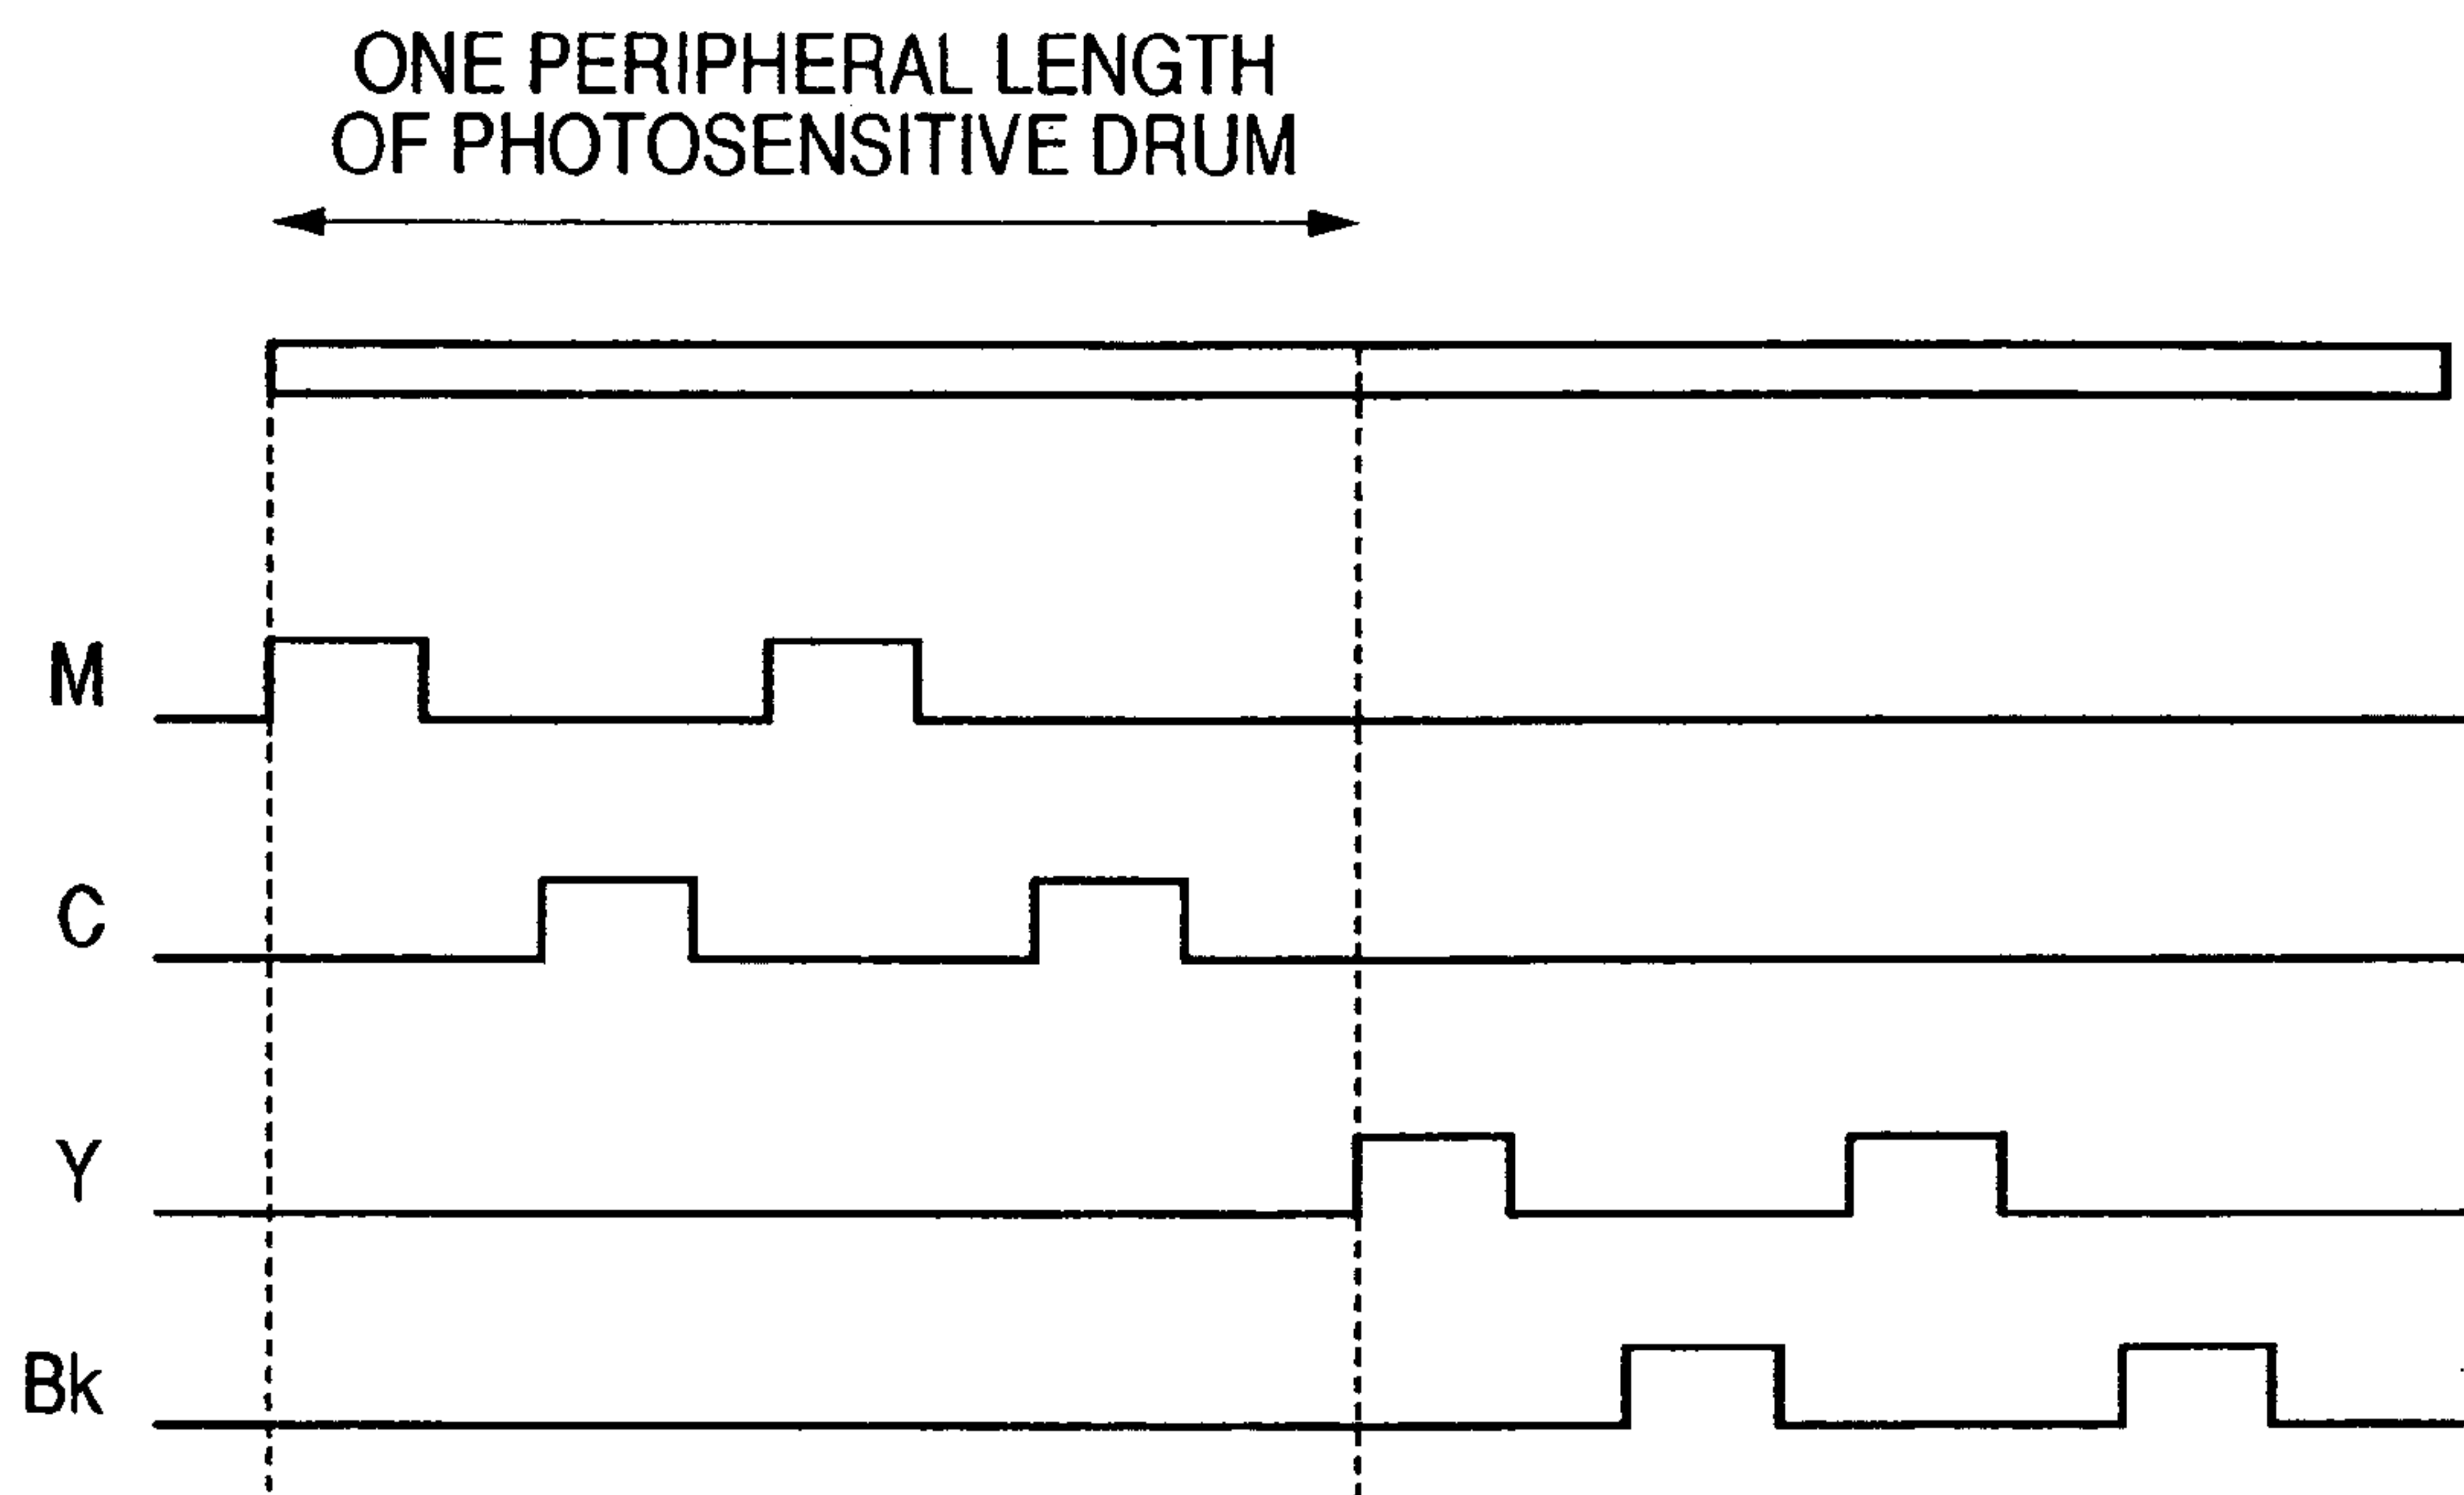 ONE PERIPHERAL LENGTH
OF PHOTOSENSITIVE DRUM
M
C
Y
Bk